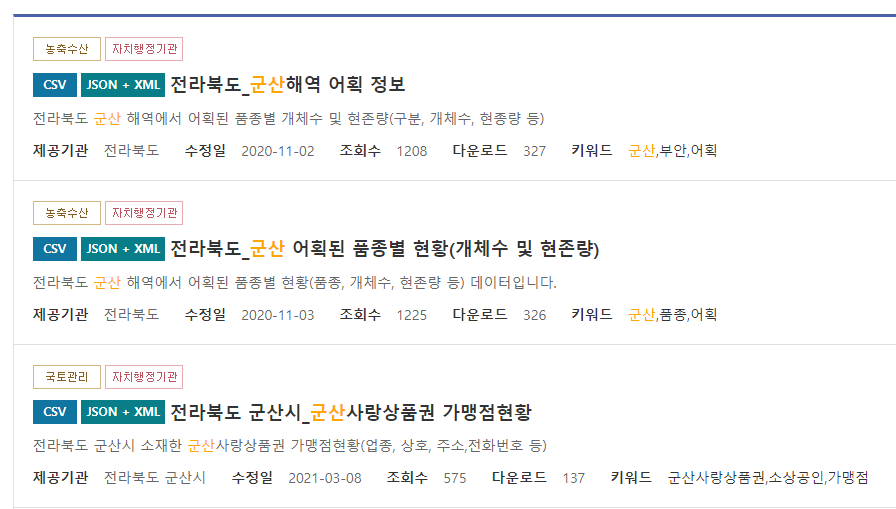 농축수산 자치행정기관
CSV JSON + XML 전라북도_군산해역 어획 정보
전라북도 군산 해역에서 어획된 품종별 개체수 및 현존량(구분, 개체수, 현종량 등)
제공기관 전라북도 수정일 2020-11-02 조회수 1208 다운로드 327 키워드 군산,부안,어획
농축수산 자치행정기관
CSV JSON + XML 전라북도_군산 어획된 품종별 현황(개체수 및 현존량)
전라북도 군산 해역에서 어획된 품종별 현황(품종, 개체수, 현존량 등) 데이터입니다.
제공기관 전라북도 수정일 2020-11-03 조회수 1225 다운로드 326 키워드 군산,품종,어획
국토관리 자치행정기관
CSV JSON + XML 전라북도 군산시_군산사랑상품권 가맹점현황
전라북도 군산시 소재한 군산사랑상품권 가맹점현황(업종, 상호, 주소,전화번호 등)
제공기관 전라북도 군산시 수정일 2021-03-08 조회수 575 다운로드 137 키워드 군산사랑상품권,소상공인,가맹점